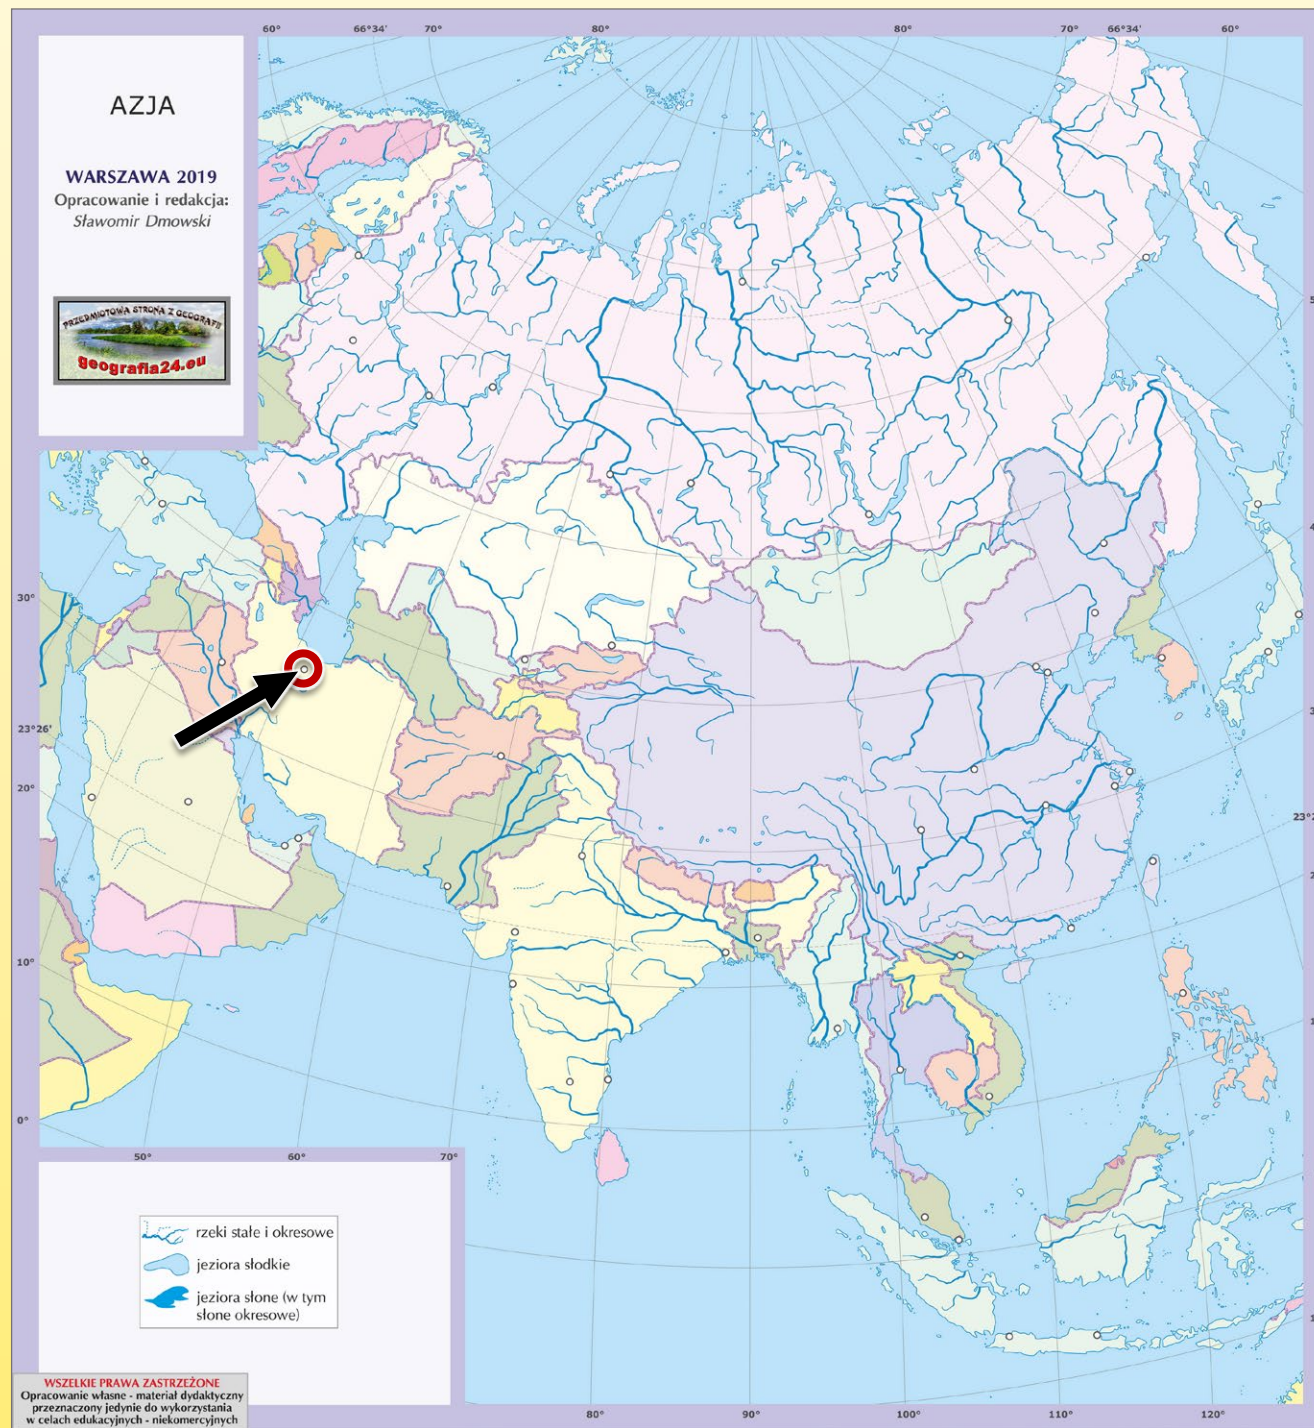 60° 66°34' 70° 80° 80° 70° 66°34' 60°
AZJA
WARSZAWA 2019
Opracowanie i redakcja:
Sławomir Dmowski
PRZEDMIOTOWA STRONA Z GEOGRAFII
geografia24.eu
30°
23°26'
20°
10°
0°
50° 60° 70°
rzeki stałe i okresowe
jeziora słodkie
jeziora słone (w tym
słone okresowe)
80° 90° 100° 110° 120°
WSZELKIE PRAWA ZASTRZEŻONE
Opracowanie własne - materiał dydaktyczny
przeznaczony jedynie do wykorzystania
w celach edukacyjnych - niekomercyjnych